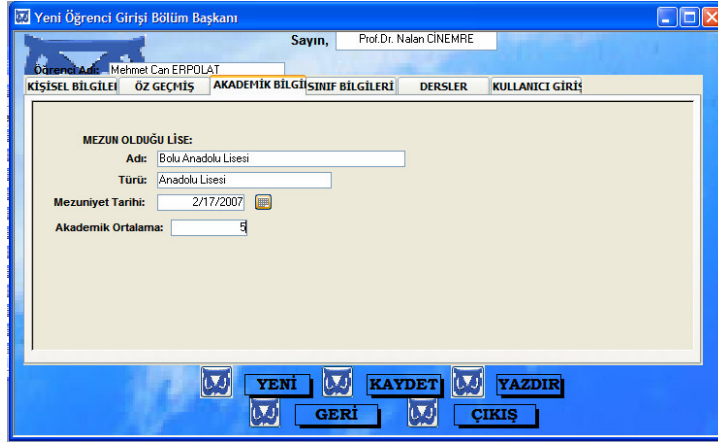 Yeni Öğrenci Girişi Bölüm Başkanı
Sayın, Prof.Dr. Nalan CİNEMRE
Öğrenci Adı: Mehmet Can ERPOLAT
KİŞİSEL BİLGİLEI ÖZ GEÇMİŞ AKADEMİK BİLGİI SINIF BİLGİLERİ DERSLER KULLANICI GİRİŞ
MEZUN OLDUĞU LİSE:
Adı: Bolu Anadolu Lisesi
Türü: Anadolu Lisesi
Mezuniyet Tarihi: 2/17/2007
Akademik Ortalama: 5
YENİ KAYDET YAZDIR
GERİ ÇIKIŞ